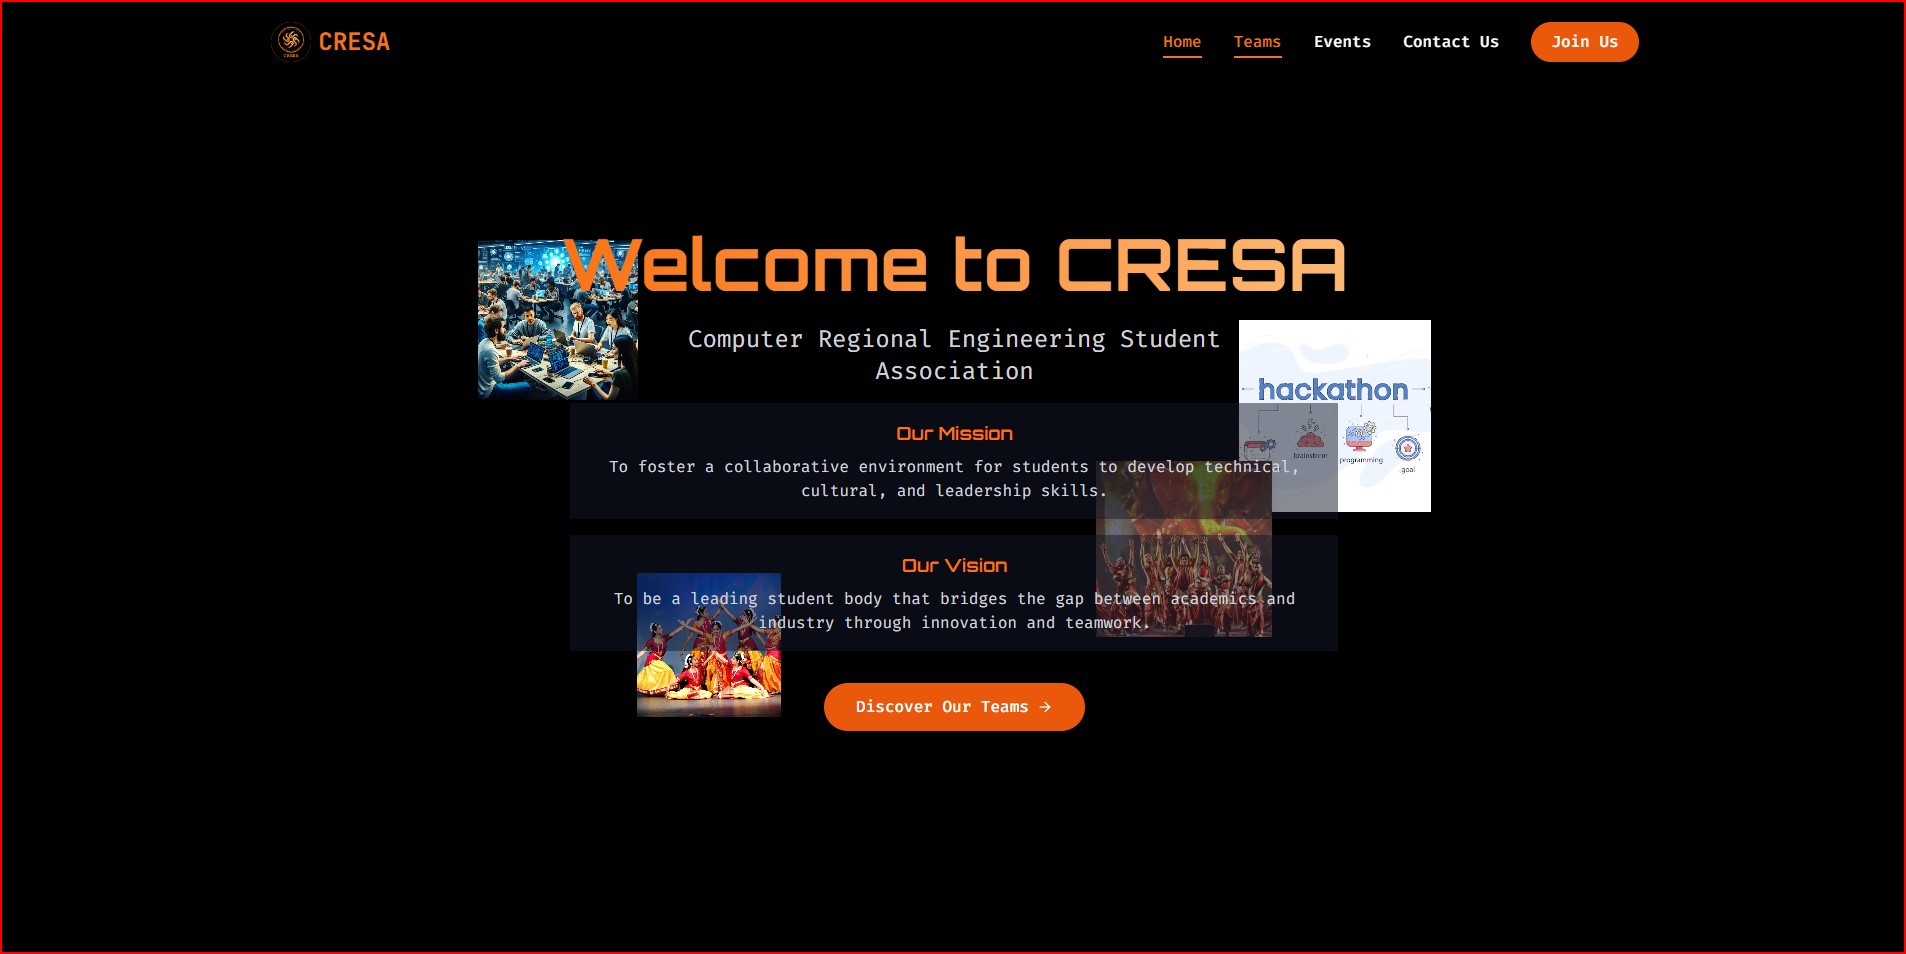 CRESA
CRESA
Home Teams Events Contact Us Join Us
Welcome to CRESA
Computer Regional Engineering Student
Association
hackathon
Our Mission
brainstorm
programming
goal
To foster a collaborative environment for students to develop technical,
cultural, and leadership skills.
Our Vision
To be a leading student body that bridges the gap between academics and
industry through innovation and teamwork.
Discover Our Teams →